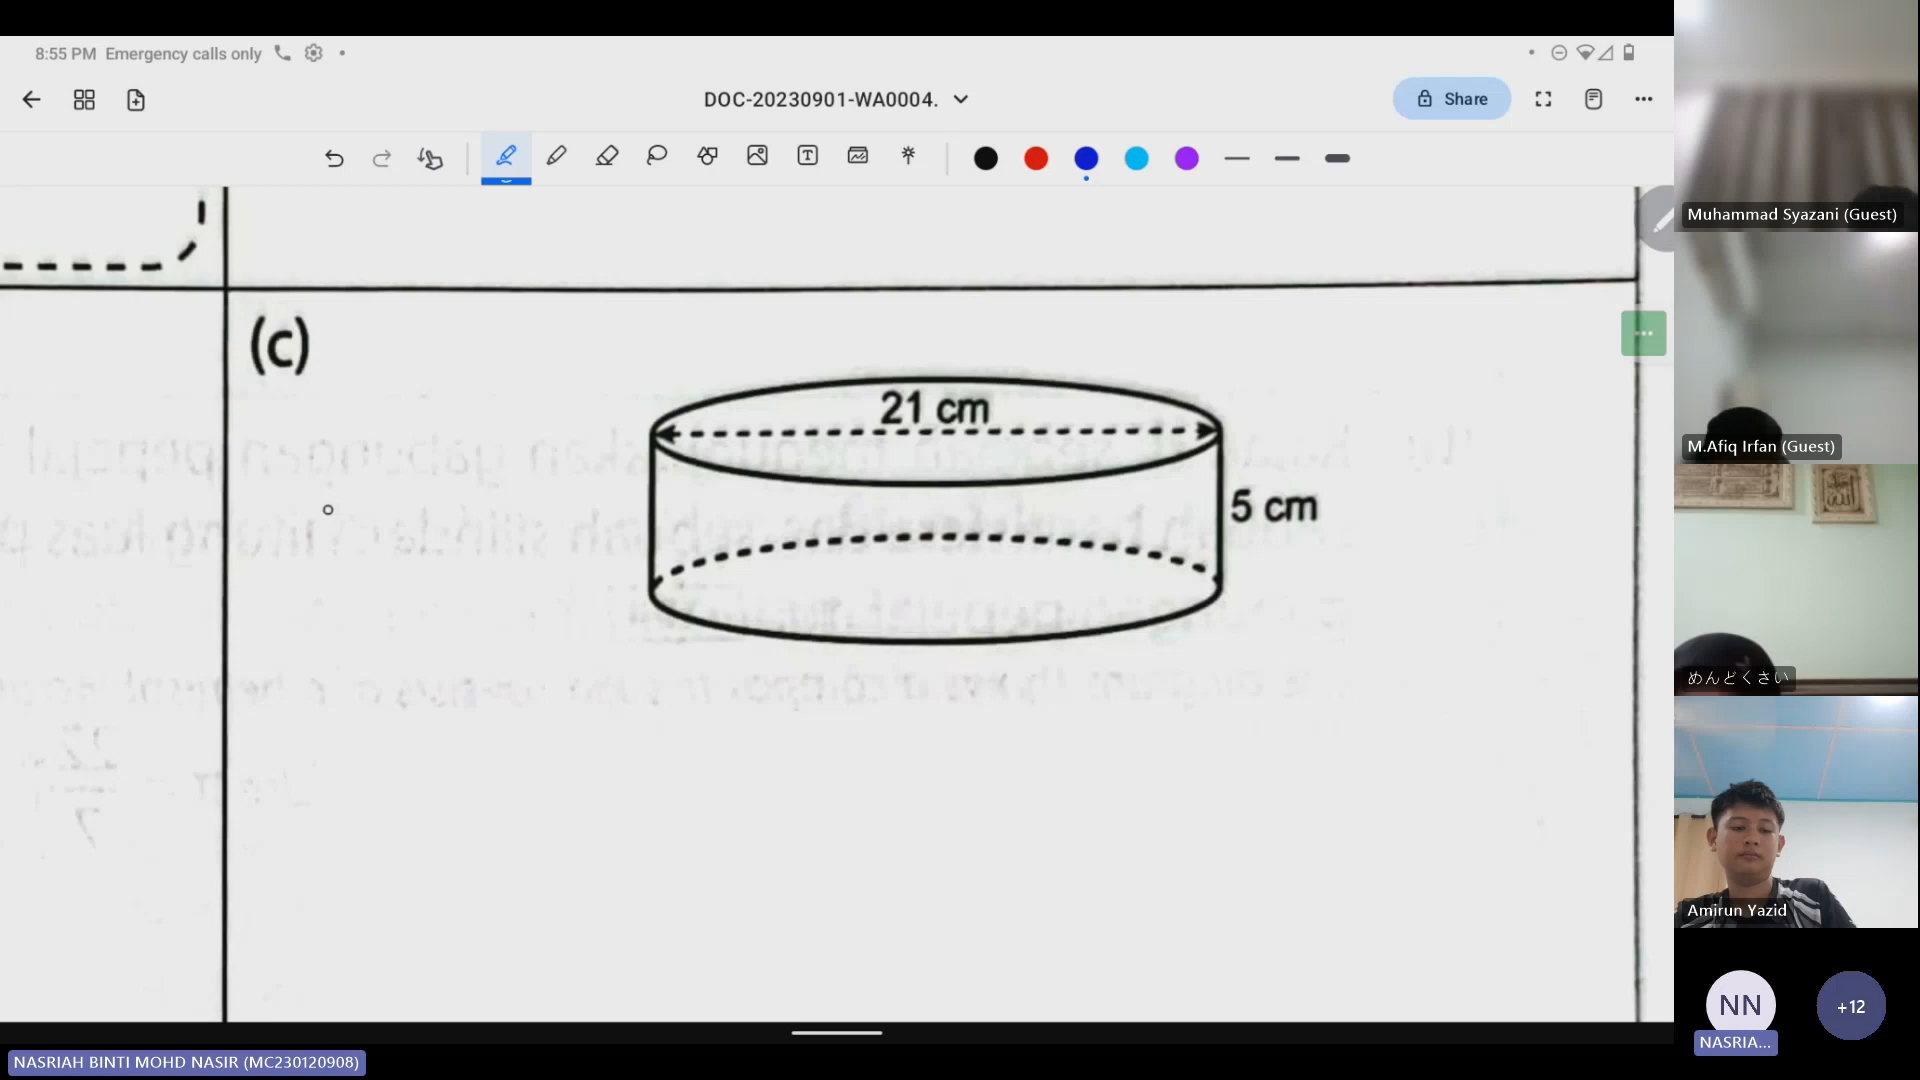 8:55 PM Emergency calls only
DOC-20230901-WA0004.
Share
(c)
21 cm
5 cm
Muhammad Syazani (Guest)
M.Afiq Irfan (Guest)
めんどくさい
Amirun Yazid
NN
+12
NASRIA...
NASRIAH BINTI MOHD NASIR (MC230120908)